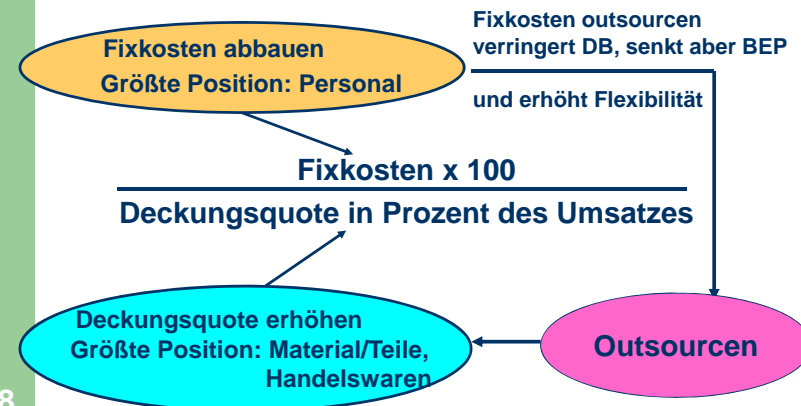 Fixkosten outsourcen
verringert DB, senkt aber BEP
und erhöht Flexibilität
Fixkosten abbauen
Größte Position: Personal
Fixkosten x 100
Deckungsquote in Prozent des Umsatzes
Deckungsquote erhöhen
Größte Position: Material/Teile,
Handelswaren
Outsourcen
8